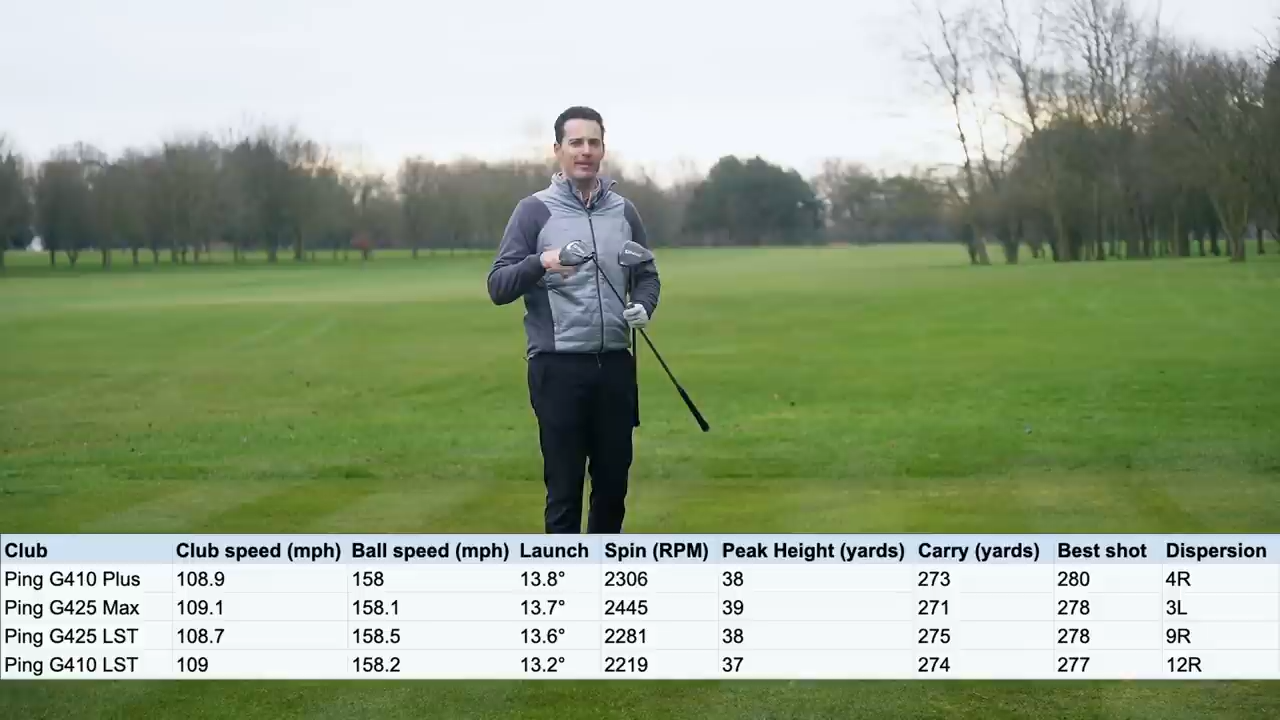 Club Club speed (mph) Ball speed (mph) Launch Spin (RPM) Peak Height (yards) Carry (yards) Best shot Dispersion
Ping G410 Plus 108.9 158 13.8° 2306 38 273 280 4R
Ping G425 Max 109.1 158.1 13.7° 2445 39 271 278 3L
Ping G425 LST 108.7 158.5 13.6° 2281 38 275 278 9R
Ping G410 LST 109 158.2 13.2° 2219 37 274 277 12R